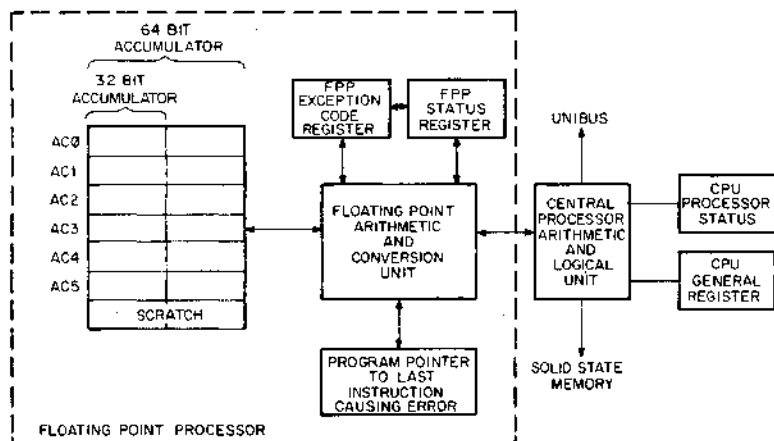 64 BIT
ACCUMULATOR
32 BIT
ACCUMULATOR
AC0
AC1
AC2
AC3
AC4
AC5
SCRATCH
FPP
EXCEPTION
CODE
REGISTER
FPP
STATUS
REGISTER
FLOATING POINT
ARITHMETIC
AND
CONVERSION
UNIT
PROGRAM POINTER
TO LAST
INSTRUCTION
CAUSING ERROR
FLOATING POINT PROCESSOR
UNIBUS
CENTRAL
PROCESSOR
ARITHMETIC
AND
LOGICAL
UNIT
SOLID STATE
MEMORY
CPU
PROCESSOR
STATUS
CPU
GENERAL
REGISTER